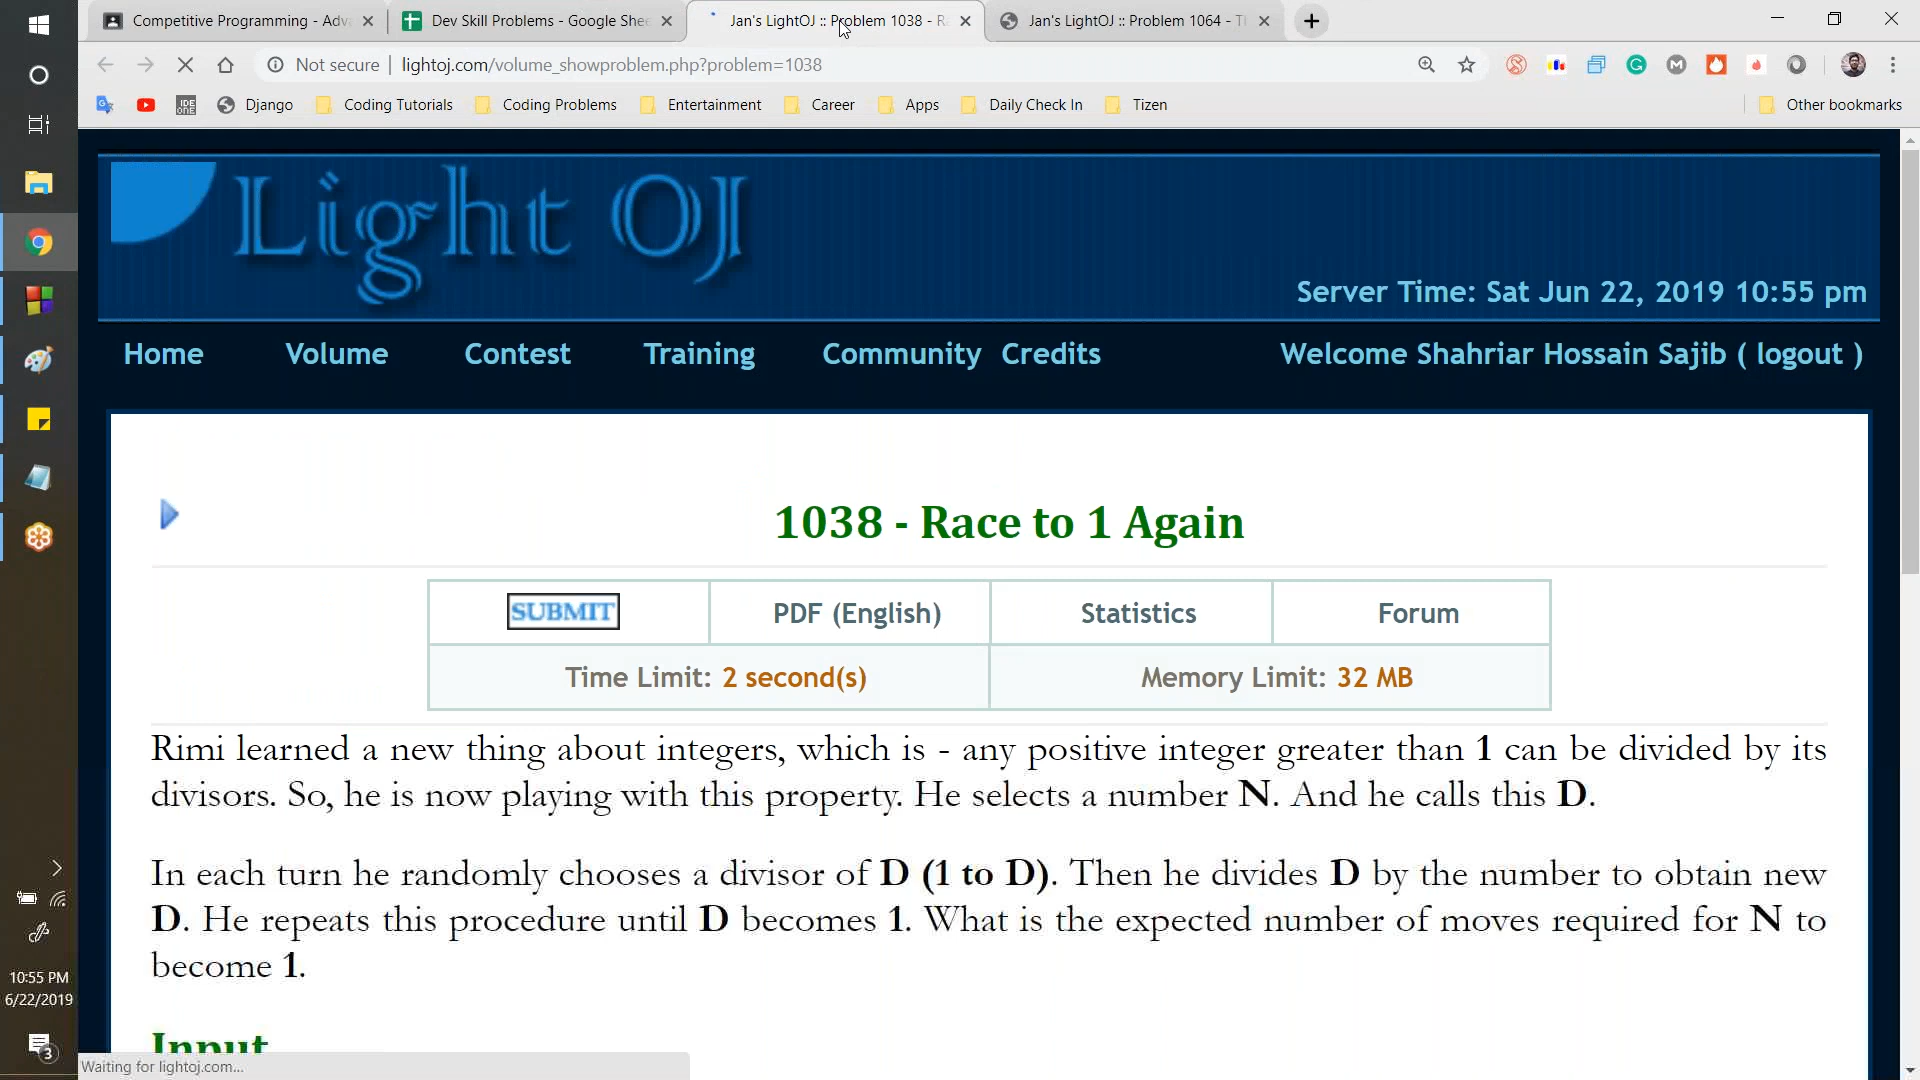 Competitive Programming - Adv
Dev Skill Problems - Google Shee
Jan's LightOJ :: Problem 1038 - R
Jan's LightOJ :: Problem 1064 - T
Not secure | lightoj.com/volume_showproblem.php?problem=1038
Django
Coding Tutorials
Coding Problems
Entertainment
Career
Apps
Daily Check In
Tizen
Other bookmarks
Light OJ
Server Time: Sat Jun 22, 2019 10:55 pm
Home Volume Contest Training Community Credits Welcome Shahriar Hossain Sajib ( logout )
1038 - Race to 1 Again
SUBMIT PDF (English) Statistics Forum
Time Limit: 2 second(s) Memory Limit: 32 MB
Rimi learned a new thing about integers, which is - any positive integer greater than 1 can be divided by its
divisors. So, he is now playing with this property. He selects a number N. And he calls this D.
In each turn he randomly chooses a divisor of D (1 to D). Then he divides D by the number to obtain new
D. He repeats this procedure until D becomes 1. What is the expected number of moves required for N to
become 1.
Input
10:55 PM
6/22/2019
3
Waiting for lightoj.com...